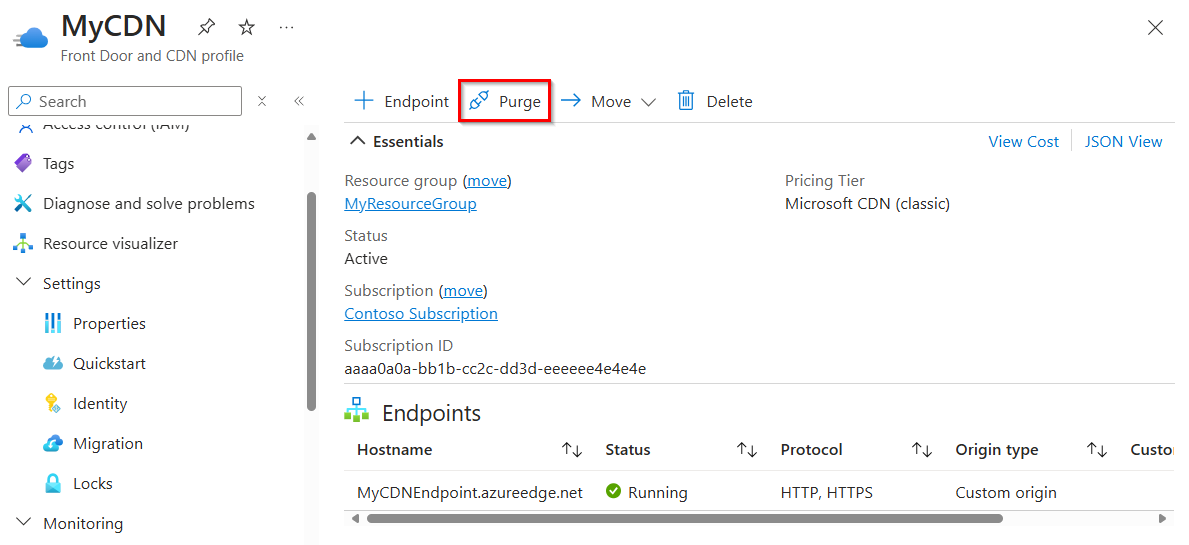 MyCDN
Front Door and CDN profile
Search
Access control (IAM)
Tags
Diagnose and solve problems
Resource visualizer
Settings
Properties
Quickstart
Identity
Migration
Locks
Monitoring
Endpoint Purge Move Delete
Essentials View Cost JSON View
Resource group (move)
MyResourceGroup
Status
Active
Subscription (move)
Contoso Subscription
Subscription ID
aaaa0a0a-bb1b-cc2c-dd3d-eeeeee4e4e4e
Pricing Tier
Microsoft CDN (classic)
Endpoints
Hostname Status Protocol Origin type Custo
MyCDNEndpoint.azureedge.net Running HTTP, HTTPS Custom origin